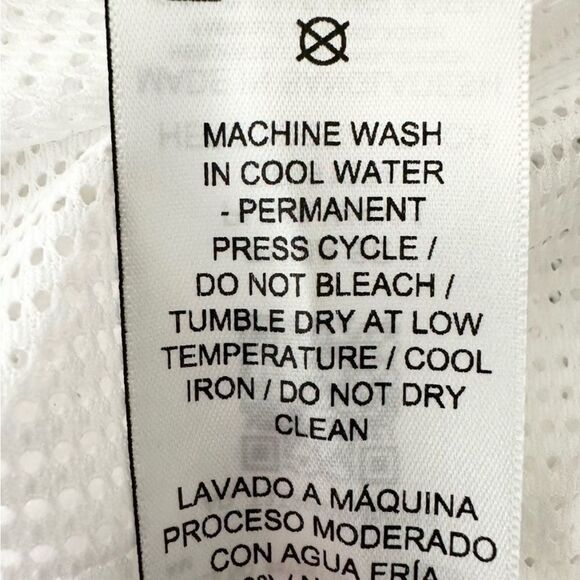 MACHINE WASH
IN COOL WATER
- PERMANENT
PRESS CYCLE /
DO NOT BLEACH /
TUMBLE DRY AT LOW
TEMPERATURE / COOL
IRON / DO NOT DRY
CLEAN
LAVADO A MÁQUINA
PROCESO MODERADO
CON AGUA FRÍA